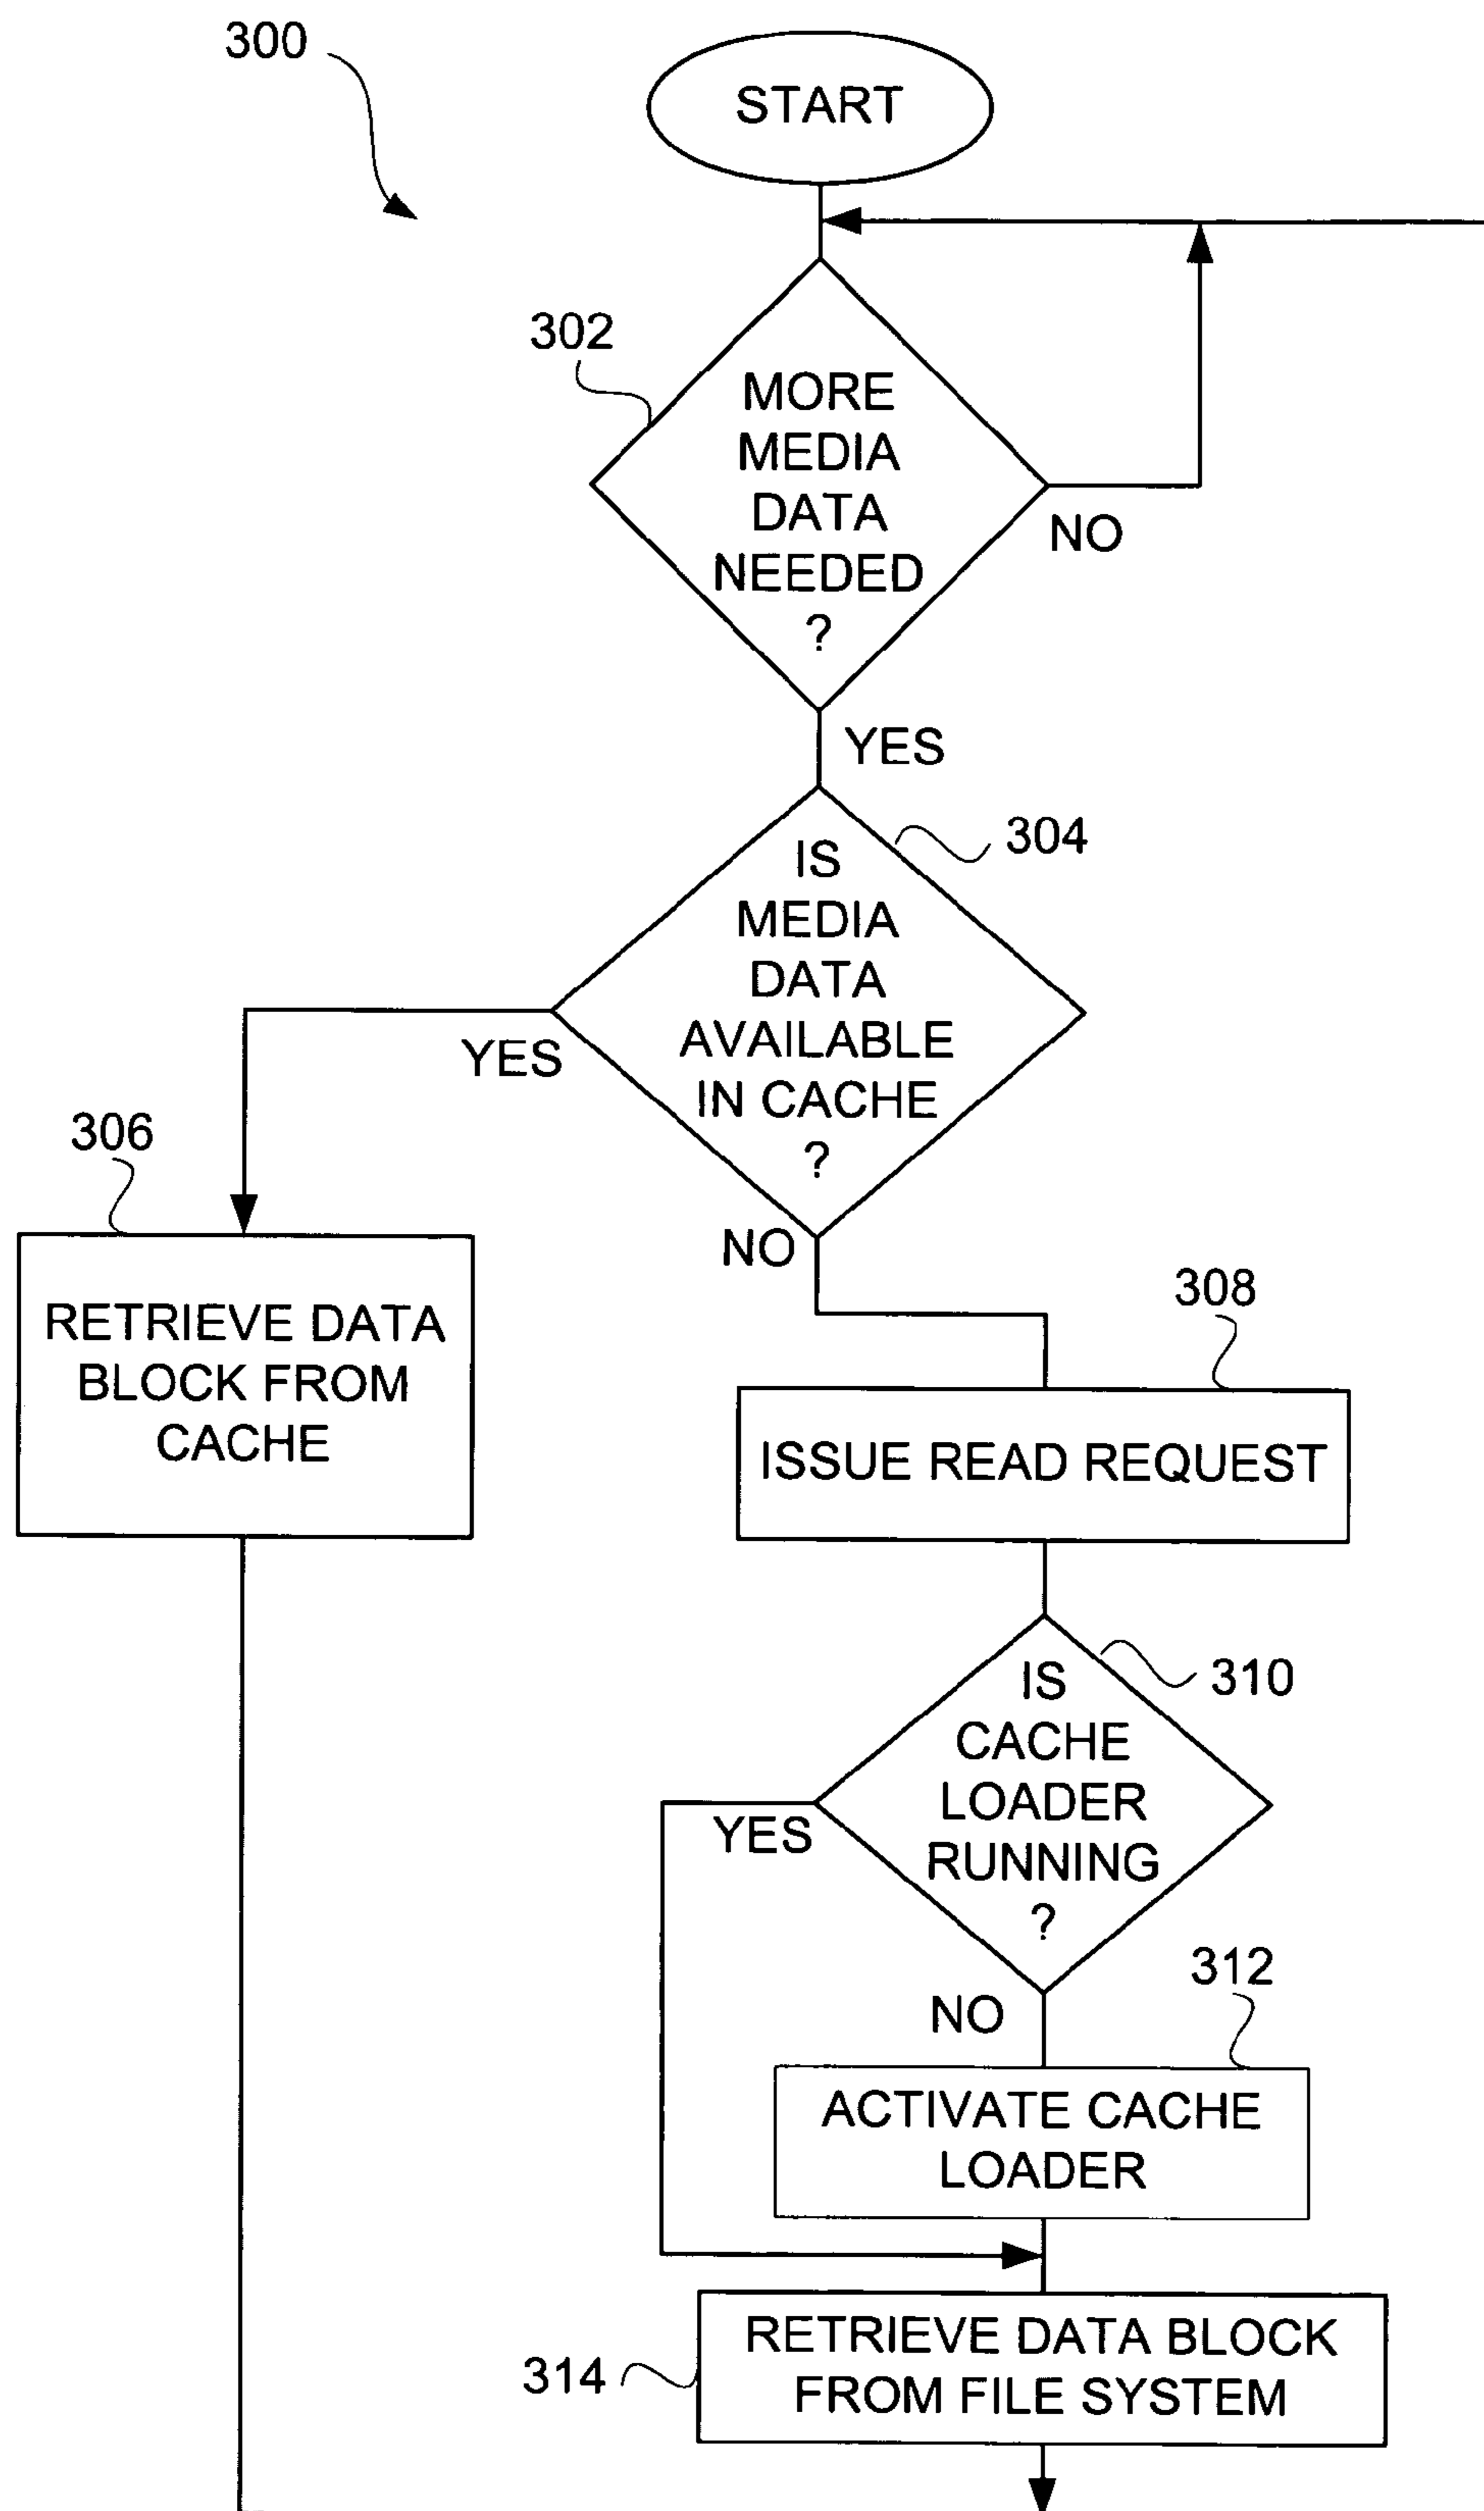 300
START
302
MORE
MEDIA
DATA
NEEDED
?
NO
YES
304
IS
MEDIA
DATA
AVAILABLE
IN CACHE
?
YES
NO
306
RETRIEVE DATA
BLOCK FROM
CACHE
308
ISSUE READ REQUEST
310
IS
CACHE
LOADER
RUNNING
?
YES
NO
312
ACTIVATE CACHE
LOADER
314
RETRIEVE DATA BLOCK
FROM FILE SYSTEM